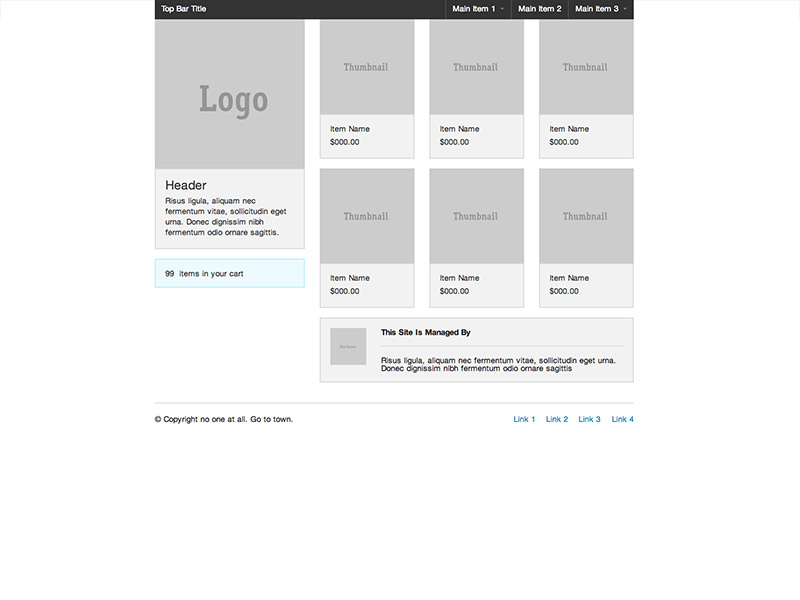 Top Bar Title
Main Item 1
Main Item 2
Main Item 3
Logo
Header
Risus ligula, aliquam nec
fermentum vitae, sollicitudin eget
urna. Donec dignissim nibh
fermentum odio ornare sagittis.
99 items in your cart
Thumbnail
Thumbnail
Thumbnail
Item Name
$000.00
Item Name
$000.00
Item Name
$000.00
Thumbnail
Thumbnail
Thumbnail
Item Name
$000.00
Item Name
$000.00
Item Name
$000.00
This Site Is Managed By
Risus ligula, aliquam nec fermentum vitae, sollicitudin eget urna.
Donec dignissim nibh fermentum odio ornare sagittis
© Copyright no one at all. Go to town.
Link 1
Link 2
Link 3
Link 4